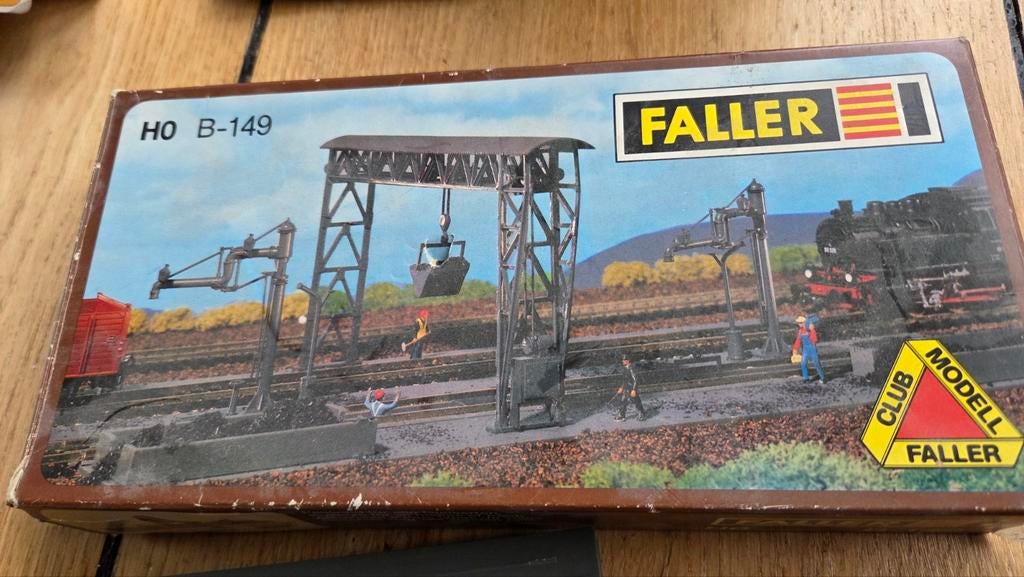 H0 B-149
FALLER
CLUB
MODELL
FALLER